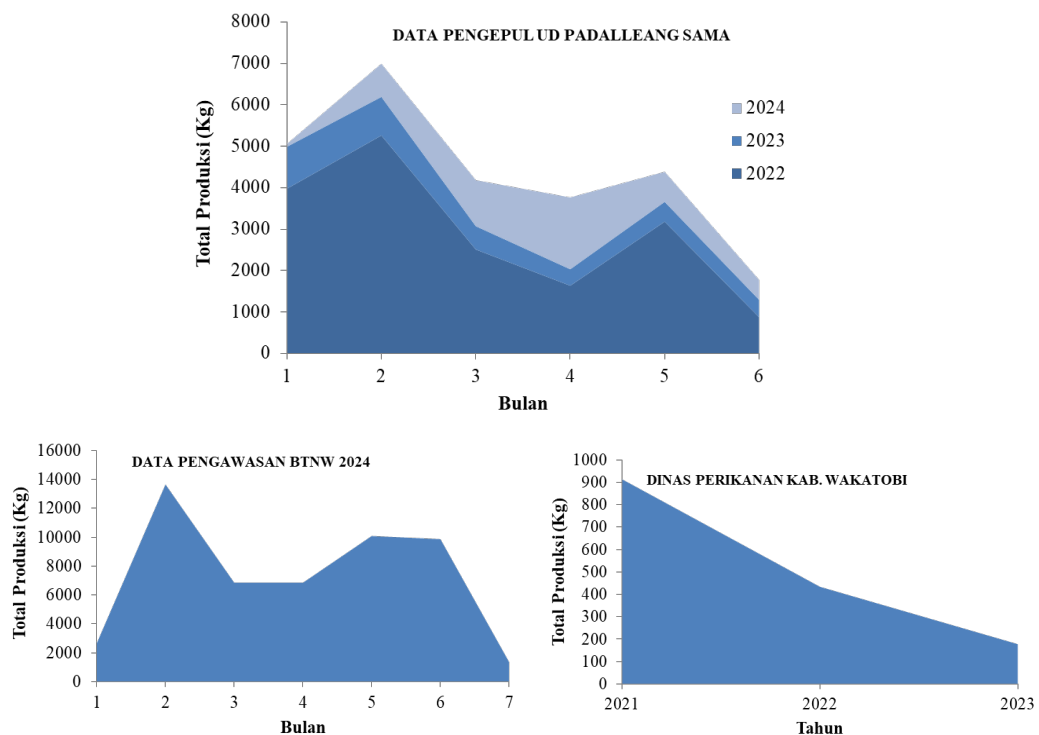 DATA PENGEPUL UD PADALLEANG SAMA
Total Produksi (Kg)
8000
7000
6000
5000
4000
3000
2000
1000
0
2024
2023
2022
1 2 3 4 5 6
Bulan
DATA PENGAWASAN BTNW 2024
Total Produksi (Kg)
16000
14000
12000
10000
8000
6000
4000
2000
0
1 2 3 4 5 6 7
Bulan
DINAS PERIKANAN KAB. WAKATOBI
Total Produksi (Kg)
1000
900
800
700
600
500
400
300
200
100
0
2021 2022 2023
Tahun